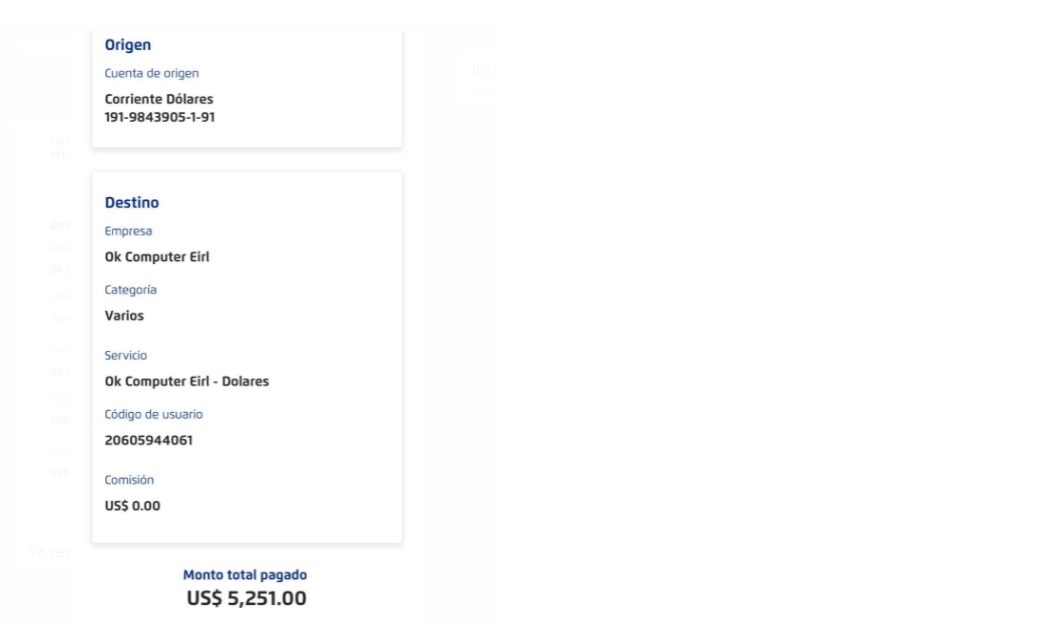 Origen
Cuenta de origen
Corriente Dólares
191-9843905-1-91
Destino
Empresa
Ok Computer Eirl
Categoría
Varios
Servicio
Ok Computer Eirl - Dolares
Código de usuario
20605944061
Comisión
US$ 0.00
Monto total pagado
US$ 5,251.00